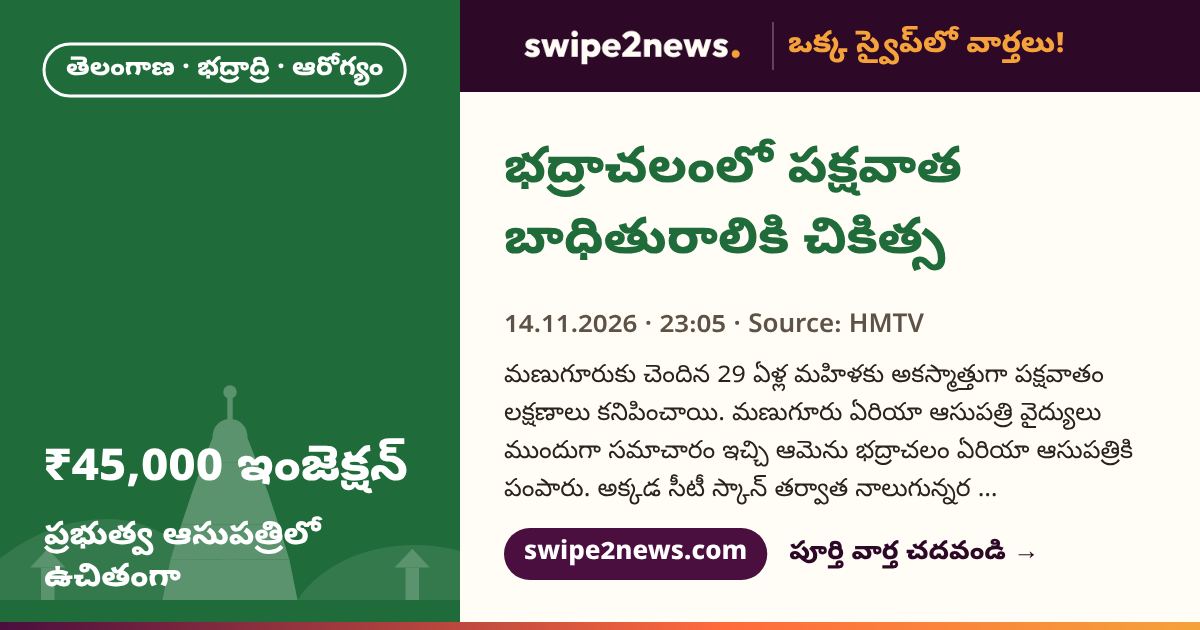 తెలంగాణ · భద్రాద్రి · ఆరోగ్యం
₹45,000 ఇంజెక్షన్
ప్రభుత్వ ఆసుపత్రిలో
ఉచితంగా
swipe2news.
ఒక్క స్వైప్‌లో వార్తలు!
భద్రాచలంలో పక్షవాత
బాధితురాలికి చికిత్స
14.11.2026 · 23:05 · Source: HMTV
మణుగూరుకు చెందిన 29 ఏళ్ల మహిళకు అకస్మాత్తుగా పక్షవాతం
లక్షణాలు కనిపించాయి. మణుగూరు ఏరియా ఆసుపత్రి వైద్యులు
ముందుగా సమాచారం ఇచ్చి ఆమెను భద్రాచలం ఏరియా ఆసుపత్రికి
పంపారు. అక్కడ సీటీ స్కాన్ తర్వాత నాలుగున్నర ...
swipe2news.com
పూర్తి వార్త చదవండి →